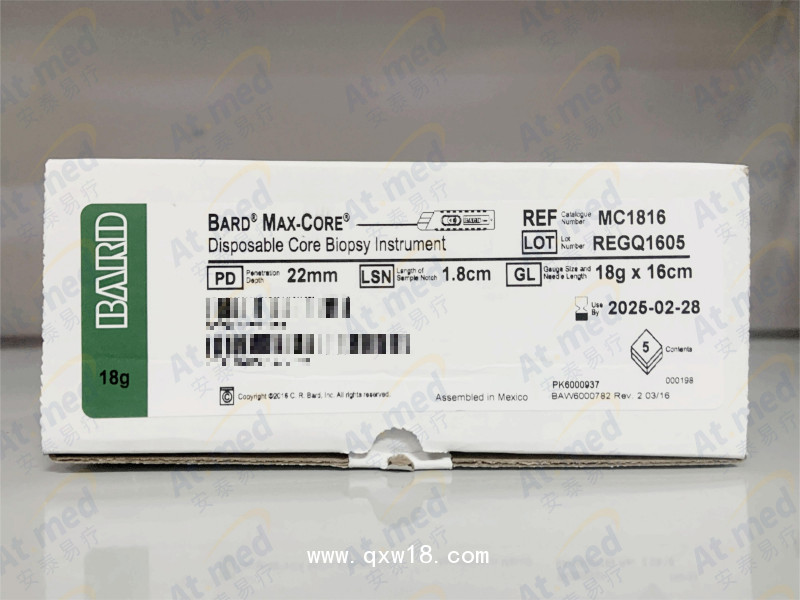 BARD
18g
BARD® MAX-CORE®
Disposable Core Biopsy Instrument
REF Catalogue Number MC1816
LOT Lot Number REGQ1605
PD Penetration Depth 22mm LSN Length of Sample Notch 1.8cm GL Gauge Size and Needle Length 18g x 16cm
Use By 2025-02-28
5 Contents
000198
PK6000937
BAW6000782 Rev. 2 03/16
© Copyright ©2016 C. R. Bard, Inc. All rights reserved.
Assembled in Mexico
www.qxw18.com
At med
安泰易疗